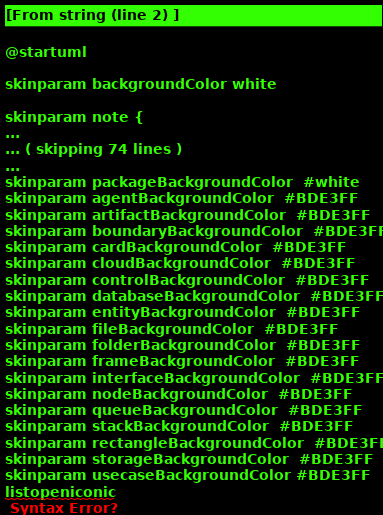 [From string (line 2) ]
@startuml
skinparam backgroundColor white
skinparam note {
...
... ( skipping 74 lines )
...
skinparam packageBackgroundColor  #white
skinparam agentBackgroundColor  #BDE3FF
skinparam artifactBackgroundColor  #BDE3FF
skinparam boundaryBackgroundColor  #BDE3FF
skinparam cardBackgroundColor  #BDE3FF
skinparam cloudBackgroundColor  #BDE3FF
skinparam controlBackgroundColor  #BDE3FF
skinparam databaseBackgroundColor  #BDE3FF
skinparam entityBackgroundColor  #BDE3FF
skinparam fileBackgroundColor  #BDE3FF
skinparam folderBackgroundColor  #BDE3FF
skinparam frameBackgroundColor  #BDE3FF
skinparam interfaceBackgroundColor  #BDE3FF
skinparam nodeBackgroundColor  #BDE3FF
skinparam queueBackgroundColor  #BDE3FF
skinparam stackBackgroundColor  #BDE3FF
skinparam rectangleBackgroundColor  #BDE3FF
skinparam storageBackgroundColor  #BDE3FF
skinparam usecaseBackgroundColor #BDE3FF
listopeniconic
Syntax Error?